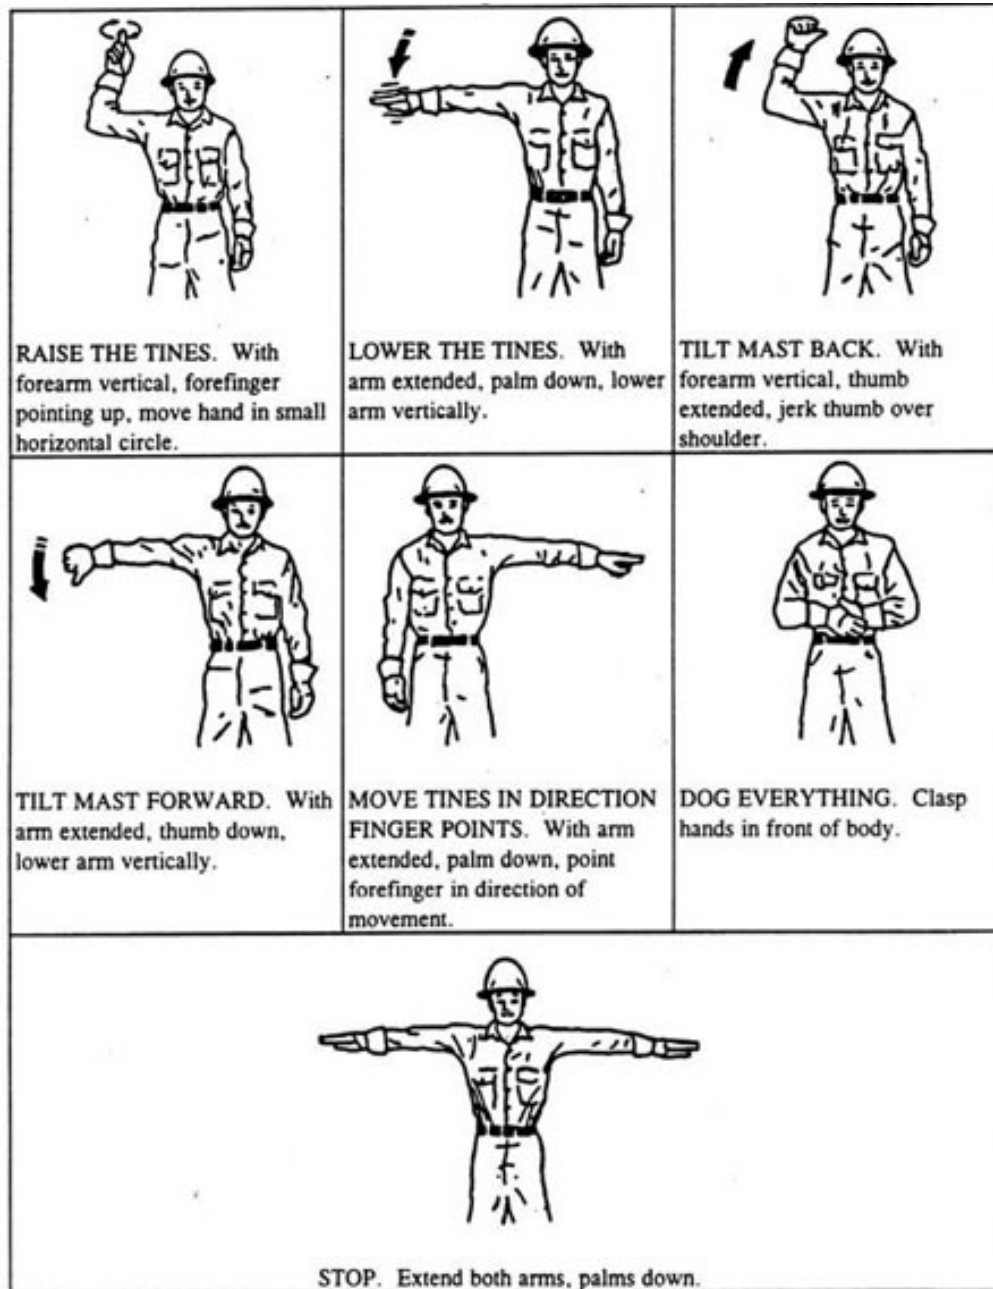 RAISE THE TINES. With
forearm vertical, forefinger
pointing up, move hand in small
horizontal circle.
LOWER THE TINES. With
arm extended, palm down, lower
arm vertically.
TILT MAST BACK. With
forearm vertical, thumb
extended, jerk thumb over
shoulder.
TILT MAST FORWARD. With
arm extended, thumb down,
lower arm vertically.
MOVE TINES IN DIRECTION
FINGER POINTS. With arm
extended, palm down, point
forefinger in direction of
movement.
DOG EVERYTHING. Clasp
hands in front of body.
STOP. Extend both arms, palms down.